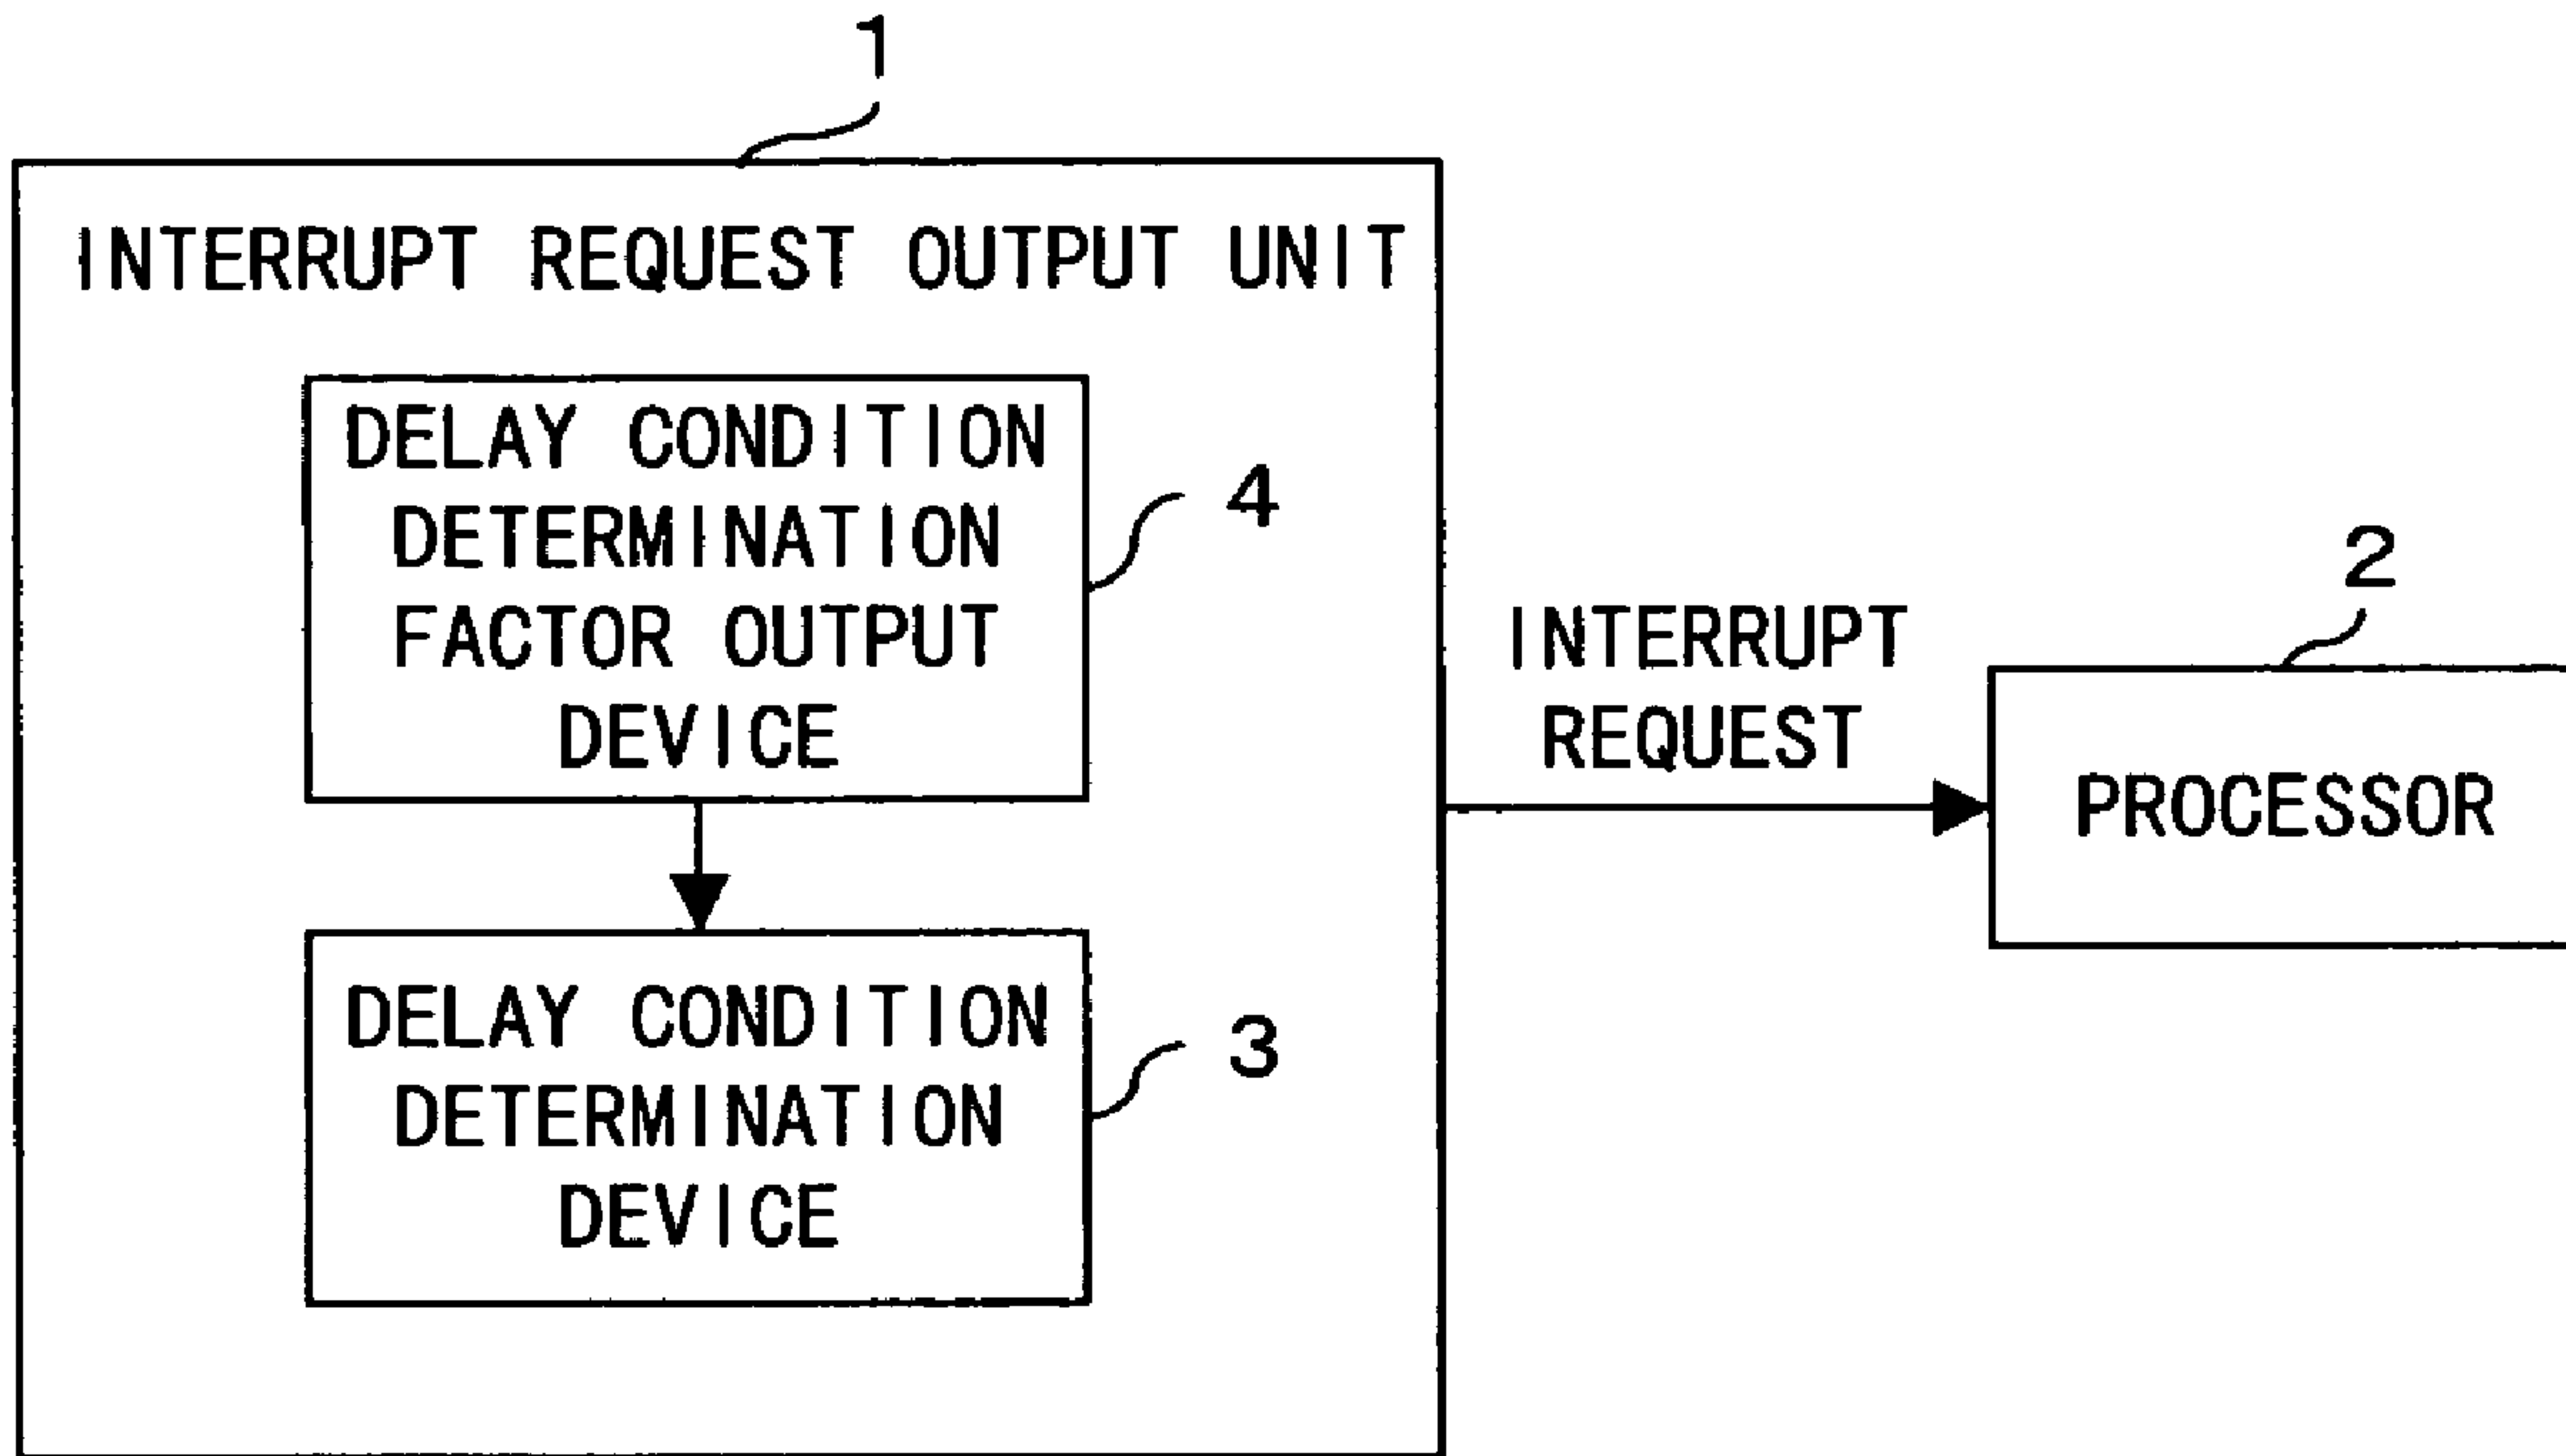 1
INTERRUPT REQUEST OUTPUT UNIT
DELAY CONDITION
DETERMINATION
FACTOR OUTPUT
DEVICE
4
DELAY CONDITION
DETERMINATION
DEVICE
3
INTERRUPT
REQUEST
2
PROCESSOR